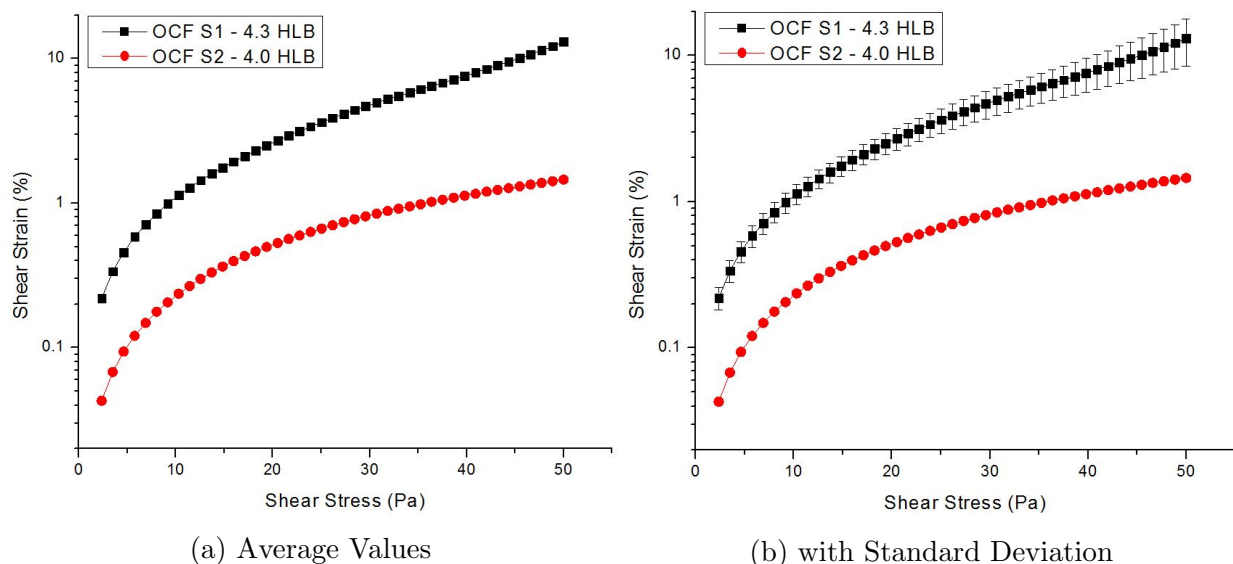 OCF S1 - 4.3 HLB
OCF S2 - 4.0 HLB
10
1
0.1
Shear Strain (%)
0 10 20 30 40 50
Shear Stress (Pa)
(a) Average Values
OCF S1 - 4.3 HLB
OCF S2 - 4.0 HLB
10
1
0.1
Shear Strain (%)
0 10 20 30 40 50
Shear Stress (Pa)
(b) with Standard Deviation